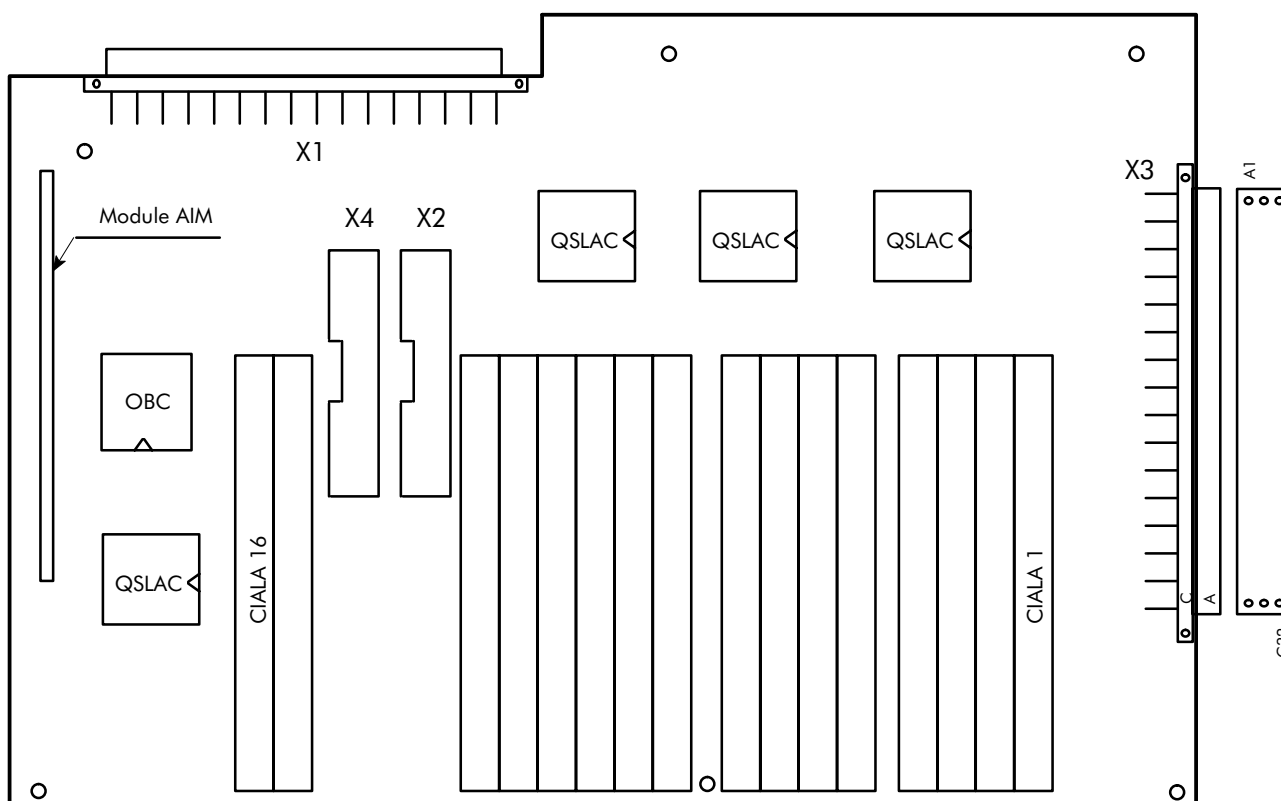 X1
X3
A1
Module AIM
X4
X2
QSLAC
QSLAC
QSLAC
OBC
QSLAC
CIALA 16
CIALA 1
C
A